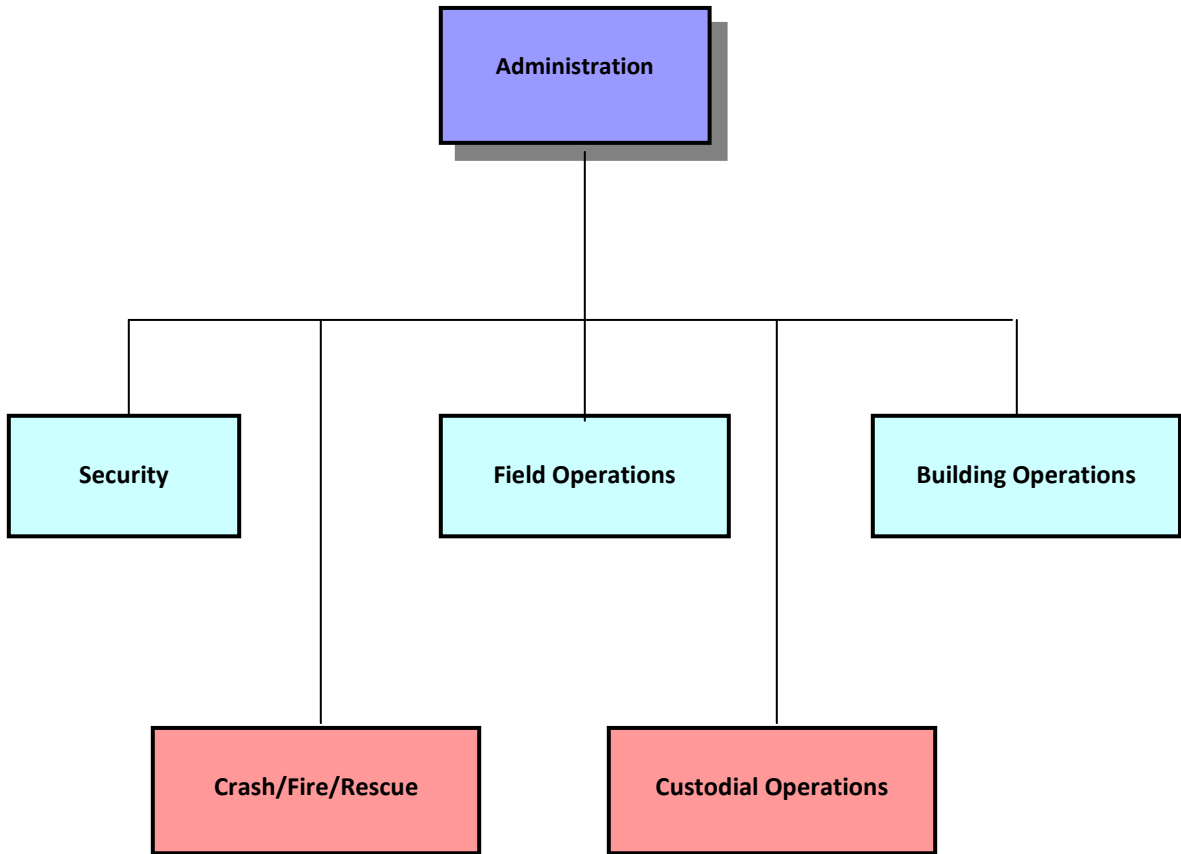 Administration
Security
Field Operations
Building Operations
Crash/Fire/Rescue
Custodial Operations